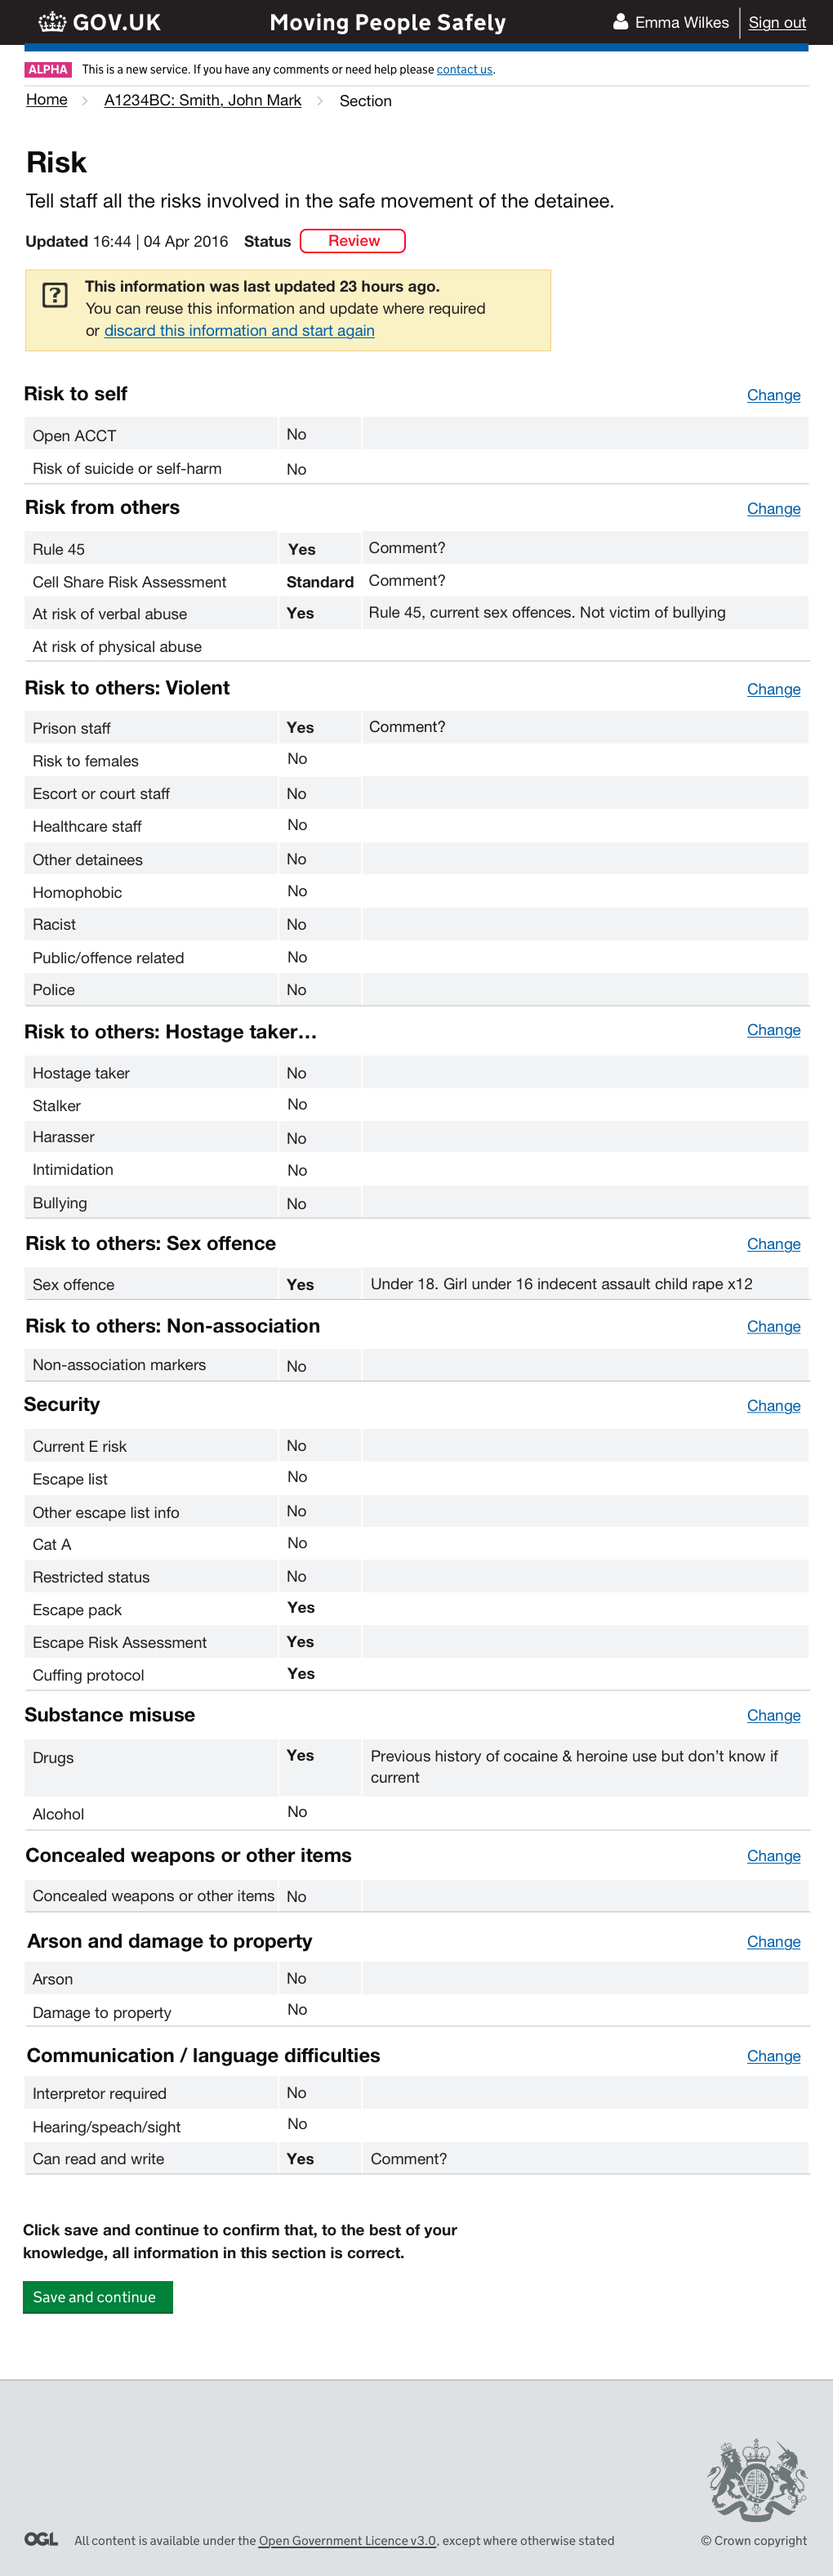 GOV.UK Moving People Safely Emma Wilkes Sign out
ALPHA This is a new service. If you have any comments or need help please contact us.
Home A1234BC: Smith, John Mark Section
Risk
Tell staff all the risks involved in the safe movement of the detainee.
Updated 16:44 | 04 Apr 2016 Status Review
? This information was last updated 23 hours ago.
You can reuse this information and update where required
or discard this information and start again
Risk to self Change
Open ACCT No
Risk of suicide or self-harm No
Risk from others Change
Rule 45 Yes Comment?
Cell Share Risk Assessment Standard Comment?
At risk of verbal abuse Yes Rule 45, current sex offences. Not victim of bullying
At risk of physical abuse
Risk to others: Violent Change
Prison staff Yes Comment?
Risk to females No
Escort or court staff No
Healthcare staff No
Other detainees No
Homophobic No
Racist No
Public/offence related No
Police No
Risk to others: Hostage taker... Change
Hostage taker No
Stalker No
Harasser No
Intimidation No
Bullying No
Risk to others: Sex offence Change
Sex offence Yes Under 18. Girl under 16 indecent assault child rape x12
Risk to others: Non-association Change
Non-association markers No
Security Change
Current E risk No
Escape list No
Other escape list info No
Cat A No
Restricted status No
Escape pack Yes
Escape Risk Assessment Yes
Cuffing protocol Yes
Substance misuse Change
Drugs Yes Previous history of cocaine & heroine use but don't know if
current
Alcohol No
Concealed weapons or other items Change
Concealed weapons or other items No
Arson and damage to property Change
Arson No
Damage to property No
Communication / language difficulties Change
Interpretor required No
Hearing/speach/sight No
Can read and write Yes Comment?
Click save and continue to confirm that, to the best of your
knowledge, all information in this section is correct.
Save and continue
OGL All content is available under the Open Government Licence v3.0, except where otherwise stated © Crown copyright